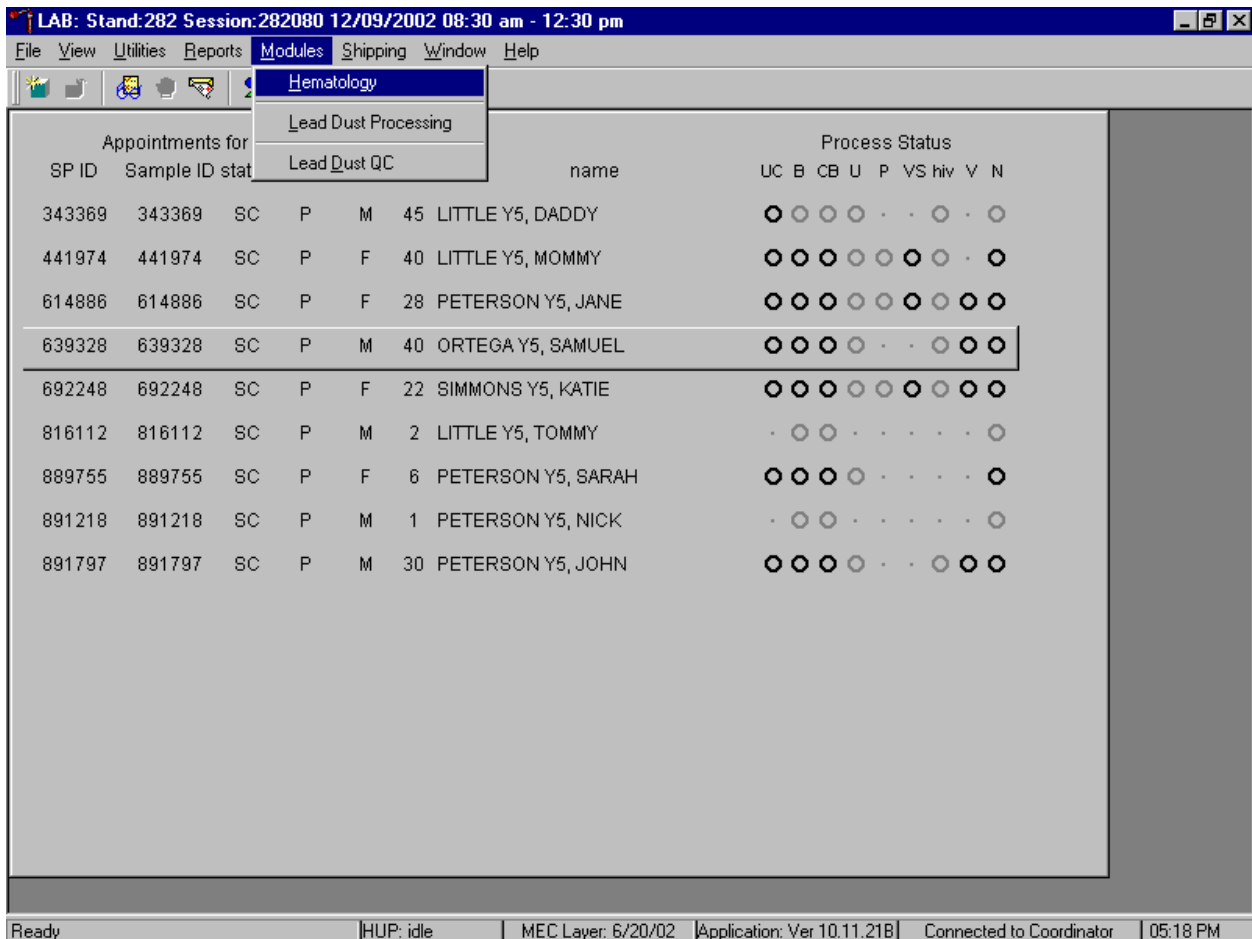 LAB: Stand:282 Session:282080 12/09/2002 08:30 am - 12:30 pm
File View Utilities Reports Modules Shipping Window Help
Hematology
Lead Dust Processing
Lead Dust QC
Appointments for
Process Status
SP ID Sample ID stat name UC B CB U P VS hiv V N
343369 343369 SC P M 45 LITTLE Y5, DADDY
441974 441974 SC P F 40 LITTLE Y5, MOMMY
614886 614886 SC P F 28 PETERSON Y5, JANE
639328 639328 SC P M 40 ORTEGA Y5, SAMUEL
692248 692248 SC P F 22 SIMMONS Y5, KATIE
816112 816112 SC P M 2 LITTLE Y5, TOMMY
889755 889755 SC P F 6 PETERSON Y5, SARAH
891218 891218 SC P M 1 PETERSON Y5, NICK
891797 891797 SC P M 30 PETERSON Y5, JOHN
Ready HUP: idle MEC Layer: 6/20/02 Application: Ver 10.11.21B Connected to Coordinator 05:18 PM